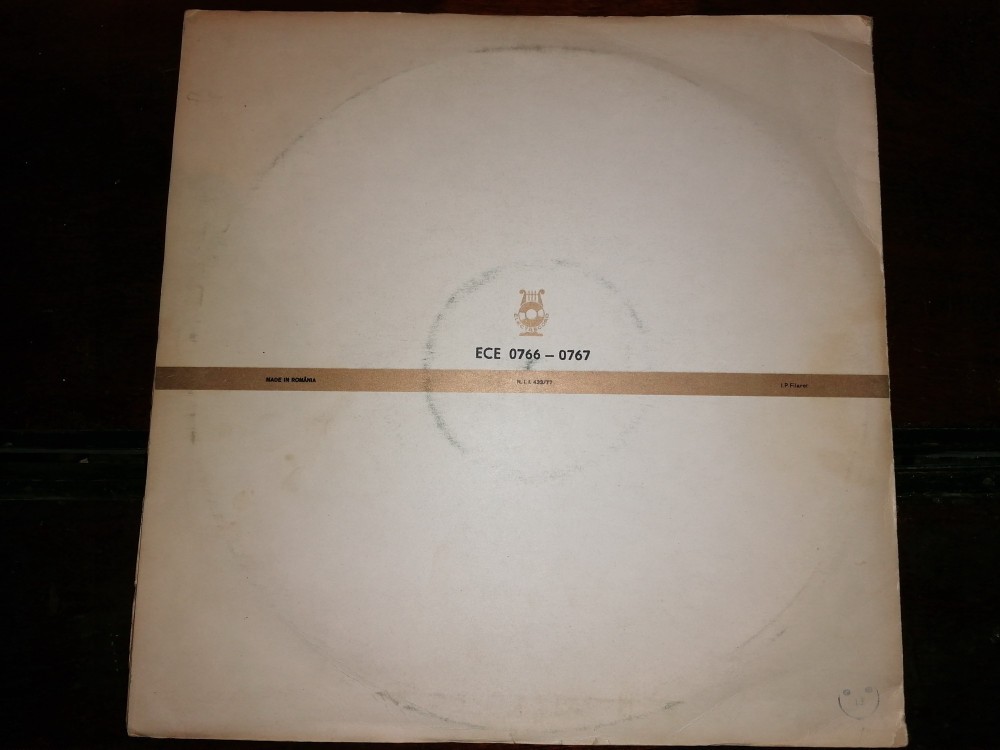 ECE 0766 – 0767
MADE IN ROMÂNIA
I.P. Filaret